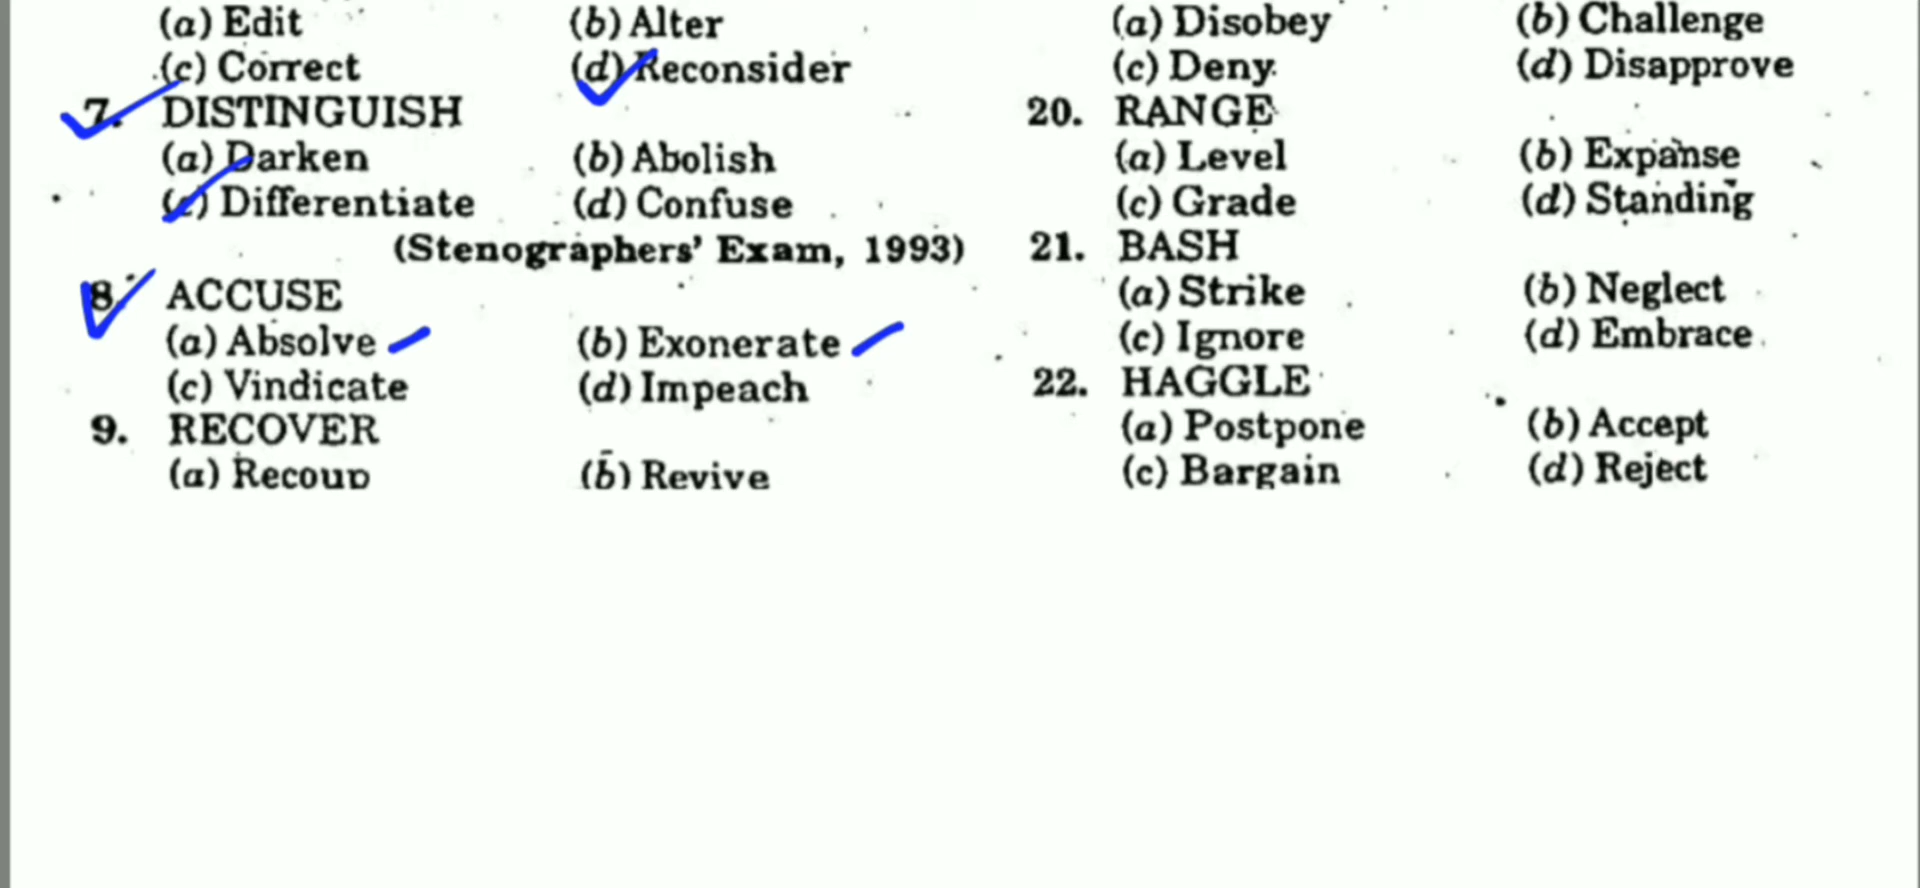 (a) Edit (b) Alter
(c) Correct (d) Reconsider
7. DISTINGUISH
(a) Darken (b) Abolish
(c) Differentiate (d) Confuse
(Stenographers' Exam, 1993)
8. ACCUSE
(a) Absolve (b) Exonerate
(c) Vindicate (d) Impeach
9. RECOVER
(a) Recoup (b) Revive
(a) Disobey (b) Challenge
(c) Deny (d) Disapprove
20. RANGE
(a) Level (b) Expanse
(c) Grade (d) Standing
21. BASH
(a) Strike (b) Neglect
(c) Ignore (d) Embrace
22. HAGGLE
(a) Postpone (b) Accept
(c) Bargain (d) Reject